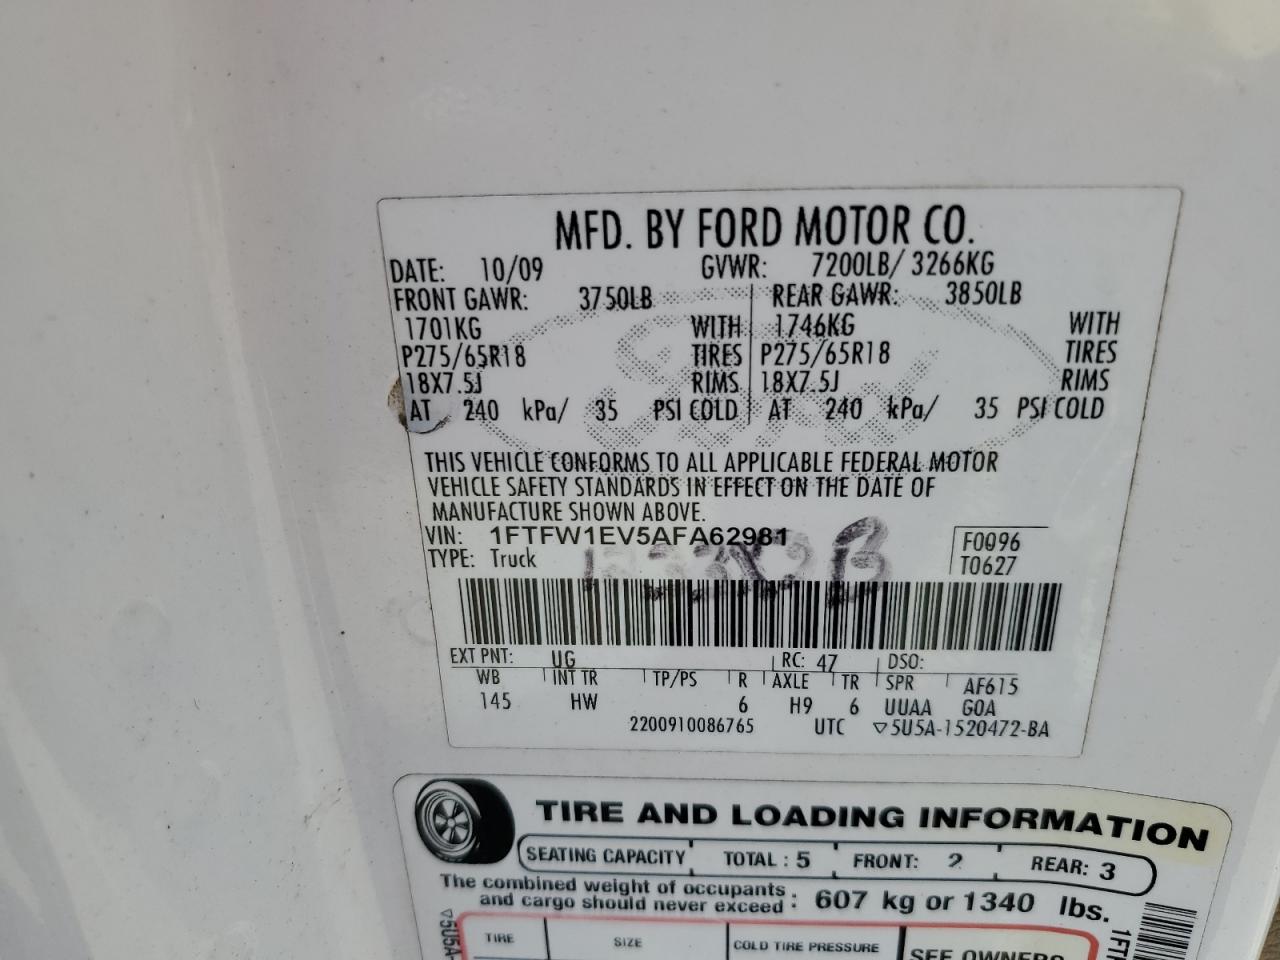 MFD. BY FORD MOTOR CO.
DATE: 10/09 GVWR: 7200LB/ 3266KG
FRONT GAWR: 3750LB REAR GAWR: 3850LB
1701KG WITH 1746KG WITH
P275/65R18 TIRES P275/65R18 TIRES
18X7.5J RIMS 18X7.5J RIMS
AT 240 kPa/ 35 PSI COLD AT 240 kPa/ 35 PSI COLD
THIS VEHICLE CONFORMS TO ALL APPLICABLE FEDERAL MOTOR
VEHICLE SAFETY STANDARDS IN EFFECT ON THE DATE OF
MANUFACTURE SHOWN ABOVE.
VIN: 1FTFW1EV5AFA62981 F0096
TYPE: Truck T0627
EXT PNT: UG RC: 47 DSO:
WB INT TR TP/PS R AXLE TR SPR AF615
145 HW 6 H9 6 UUAA GOA
2200910086765 UTC ▽5U5A-1520472-BA
TIRE AND LOADING INFORMATION
SEATING CAPACITY TOTAL : 5 FRONT: 2 REAR: 3
The combined weight of occupants
and cargo should never exceed : 607 kg or 1340 lbs.
TIRE SIZE COLD TIRE PRESSURE SEE OWNERS
▽5U5A-
1FT